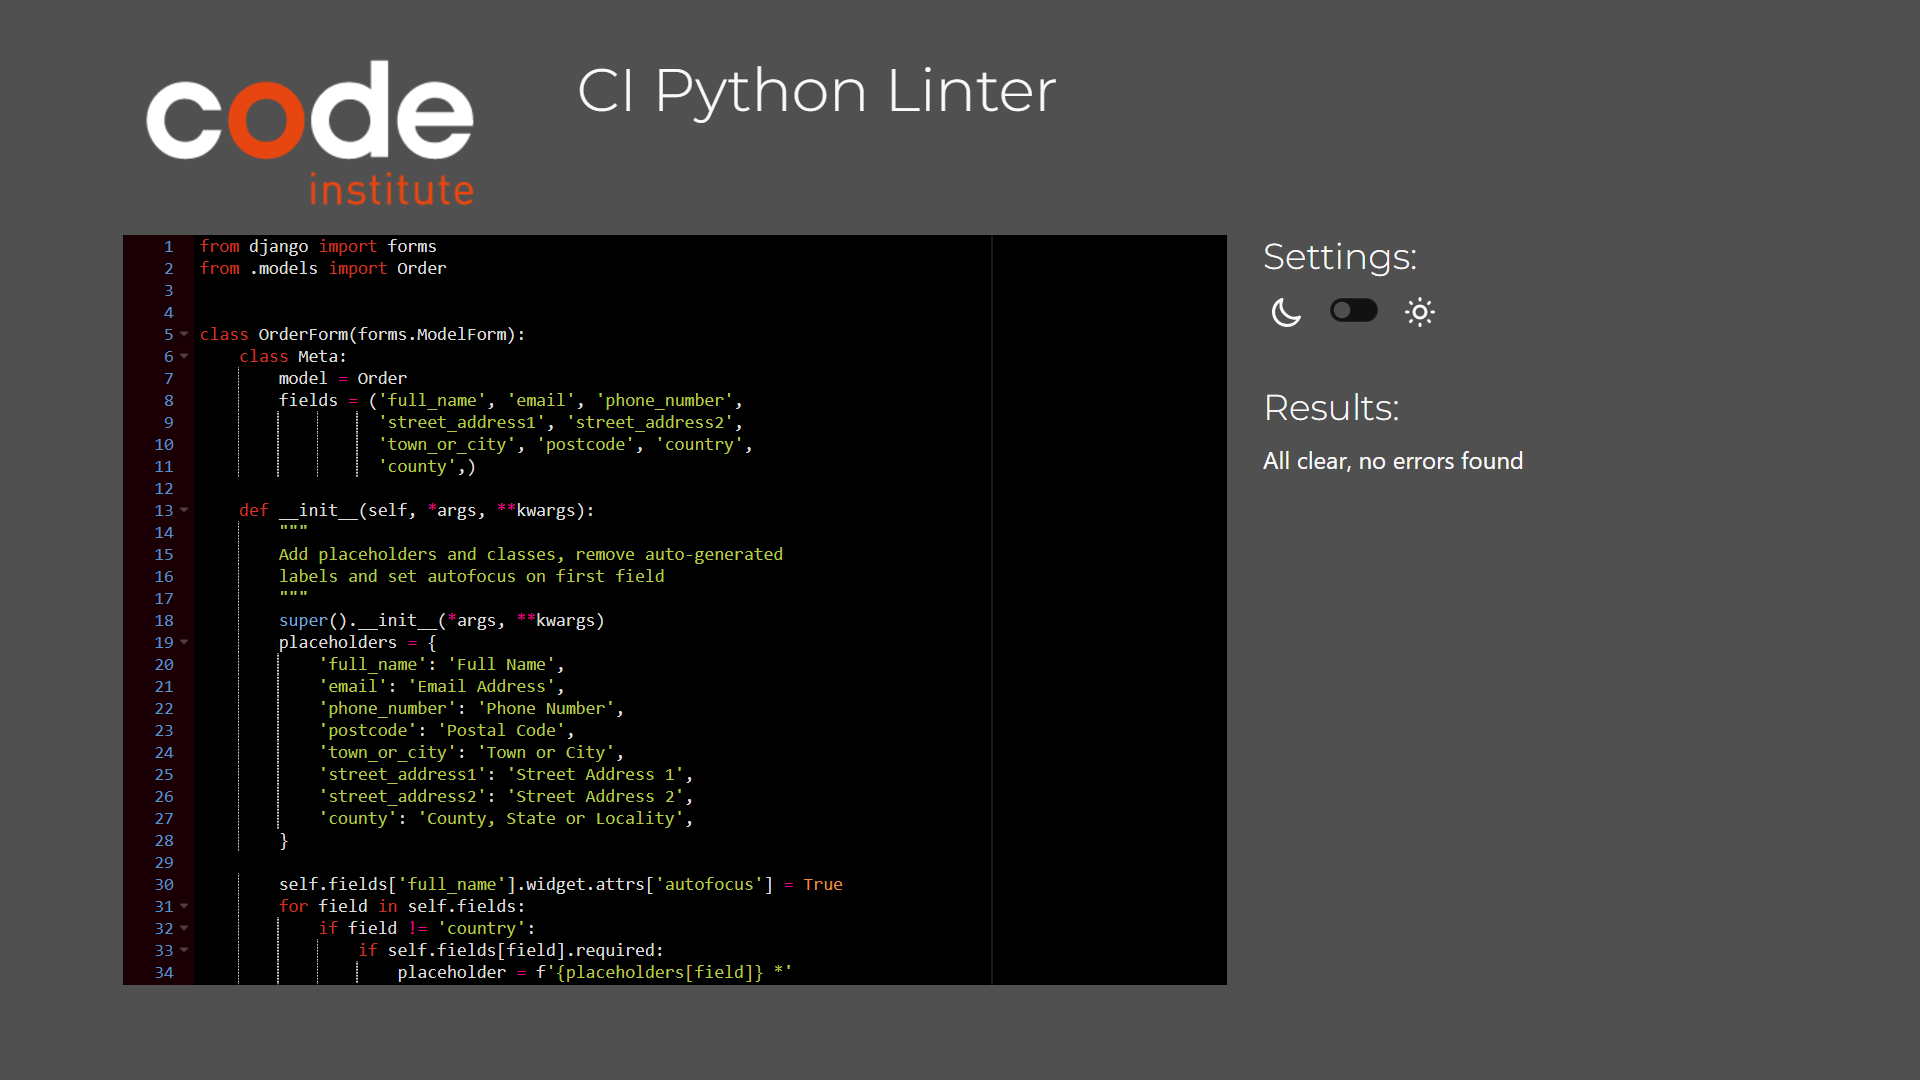 code
institute
CI Python Linter
1 from django import forms
2 from .models import Order
3
4
5 class OrderForm(forms.ModelForm):
6     class Meta:
7         model = Order
8         fields = ('full_name', 'email', 'phone_number',
9                   'street_address1', 'street_address2',
10                   'town_or_city', 'postcode', 'country',
11                   'county',)
12
13     def __init__(self, *args, **kwargs):
14         """
15         Add placeholders and classes, remove auto-generated
16         labels and set autofocus on first field
17         """
18         super().__init__(*args, **kwargs)
19         placeholders = {
20             'full_name': 'Full Name',
21             'email': 'Email Address',
22             'phone_number': 'Phone Number',
23             'postcode': 'Postal Code',
24             'town_or_city': 'Town or City',
25             'street_address1': 'Street Address 1',
26             'street_address2': 'Street Address 2',
27             'county': 'County, State or Locality',
28         }
29
30         self.fields['full_name'].widget.attrs['autofocus'] = True
31         for field in self.fields:
32             if field != 'country':
33                 if self.fields[field].required:
34                     placeholder = f'{placeholders[field]} *'
Settings:
Results:
All clear, no errors found